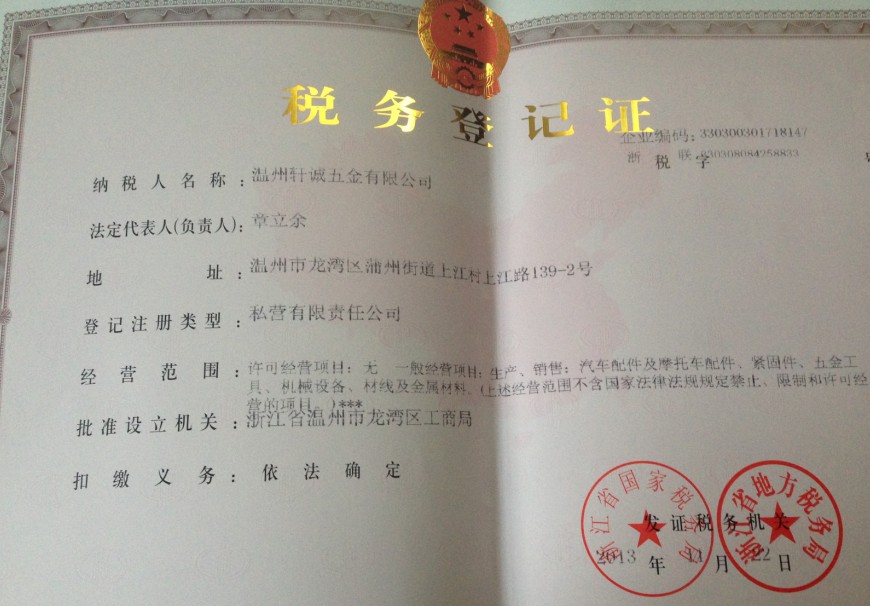 税务登记证
企业编码:330300301718147
浙 税联字 330308084258833 号
纳税人名称:温州轩诚五金有限公司
法定代表人(负责人):章立余
地 址:温州市龙湾区蒲州街道上江村上江路139-2号
登记注册类型:私营有限责任公司
经营范围:许可经营项目:无 一般经营项目:生产、销售:汽车配件及摩托车配件、紧固件、五金工
具、机械设备、材线及金属材料.(上述经营范围不含国家法律法规规定禁止、限制和许可经
营的项目。)***
批准设立机关:浙江省温州市龙湾区工商局
扣缴义务:依法确定
浙江省国家税务局
浙江省地方税务局
发证税务机关
2013 年 11 月 22 日